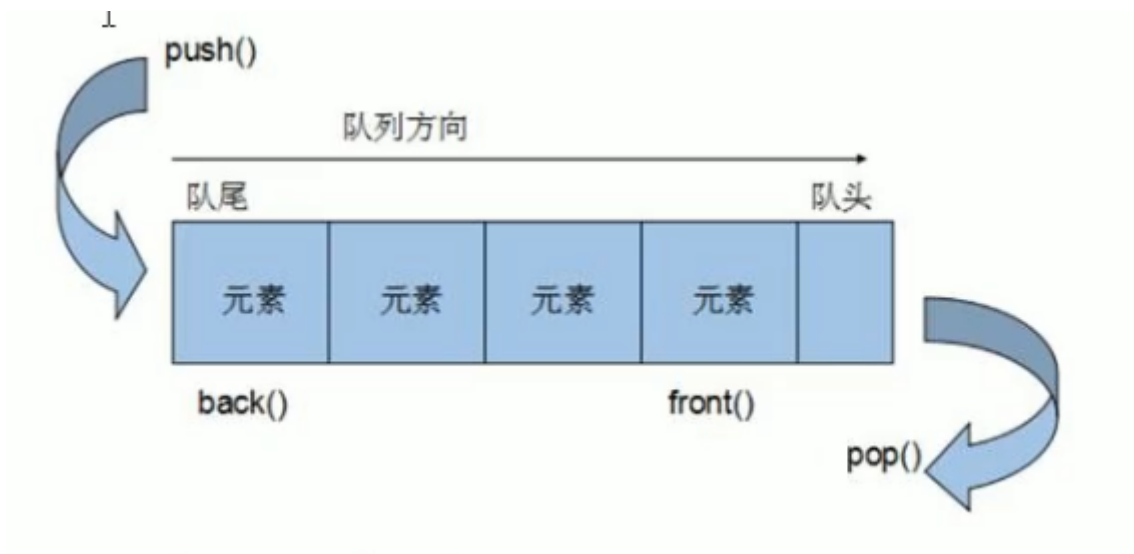 push()
队列方向
队尾 队头
元素 元素 元素 元素
back() front()
pop()